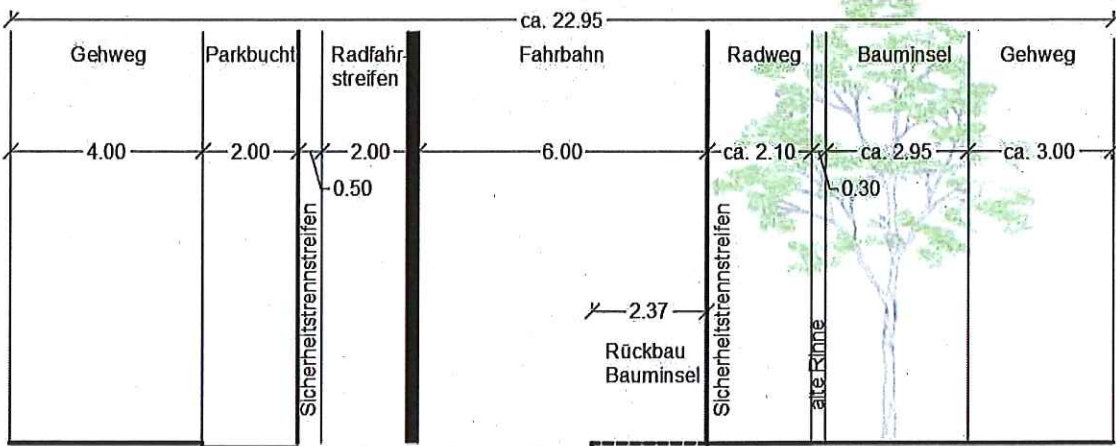 ca. 22.95
Gehweg
Parkbucht
Radfahr-
streifen
Fahrbahn
Radweg
Bauminsel
Gehweg
4.00
2.00
2.00
6.00
ca. 2.10
ca. 2.95
ca. 3.00
0.50
0.30
Sicherheitstrennstreifen
2.37
Rückbau
Bauminsel
Sicherheitstrennstreifen
alte Rinne